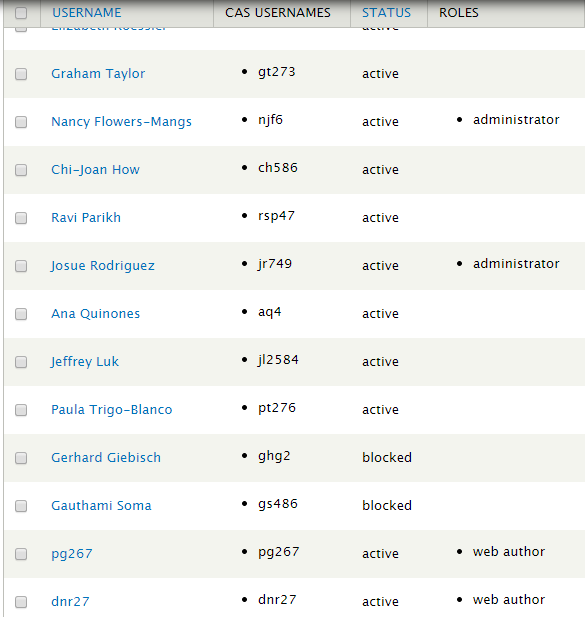 USERNAME CAS USERNAMES STATUS ROLES
Elizabeth Roessler active
Graham Taylor • gt273 active
Nancy Flowers-Mangs • njf6 active • administrator
Chi-Joan How • ch586 active
Ravi Parikh • rsp47 active
Josue Rodriguez • jr749 active • administrator
Ana Quinones • aq4 active
Jeffrey Luk • jl2584 active
Paula Trigo-Blanco • pt276 active
Gerhard Giebisch • ghg2 blocked
Gauthami Soma • gs486 blocked
pg267 • pg267 active • web author
dnr27 • dnr27 active • web author